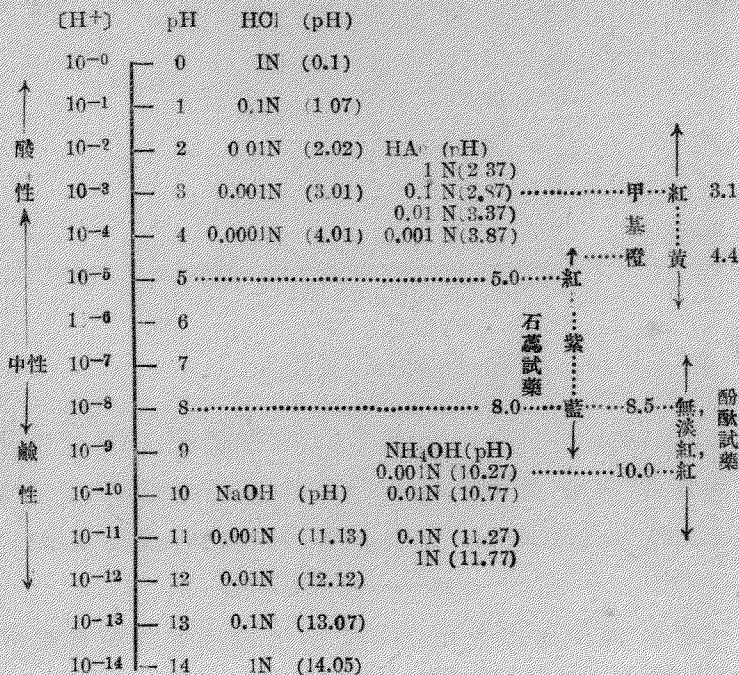 [H+] pH HCl (pH)
10−0 0 1N (0.1)
10−1 1 0.1N (1 07)
酸 10−2 2 0 01N (2.02) HAc (pH)
1 N(2 37)
性 10−3 3 0.001N (3.01) 0.1 N(2.87) 甲 紅 3.1
0.01 N(3.37) 基
10−4 4 0.0001N (4.01) 0.001 N(3.87)
橙 黃 4.4
10−5 5 5.0 紅
1 −6 6
石蕊試藥 紫
中性 10−7 7
10−8 8 8.0 藍 8.5 無, 淡紅, 紅 酚酞試藥
鹼 10−9 9 NH4OH(pH)
0.001N (10.27) 10.0
性 10−10 10 NaOH (pH) 0.01N (10.77)
10−11 11 0.001N (11.13) 0.1N (11.27)
1N (11.77)
10−12 12 0.01N (12.12)
10−13 13 0.1N (13.07)
10−14 14 1N (14.05)